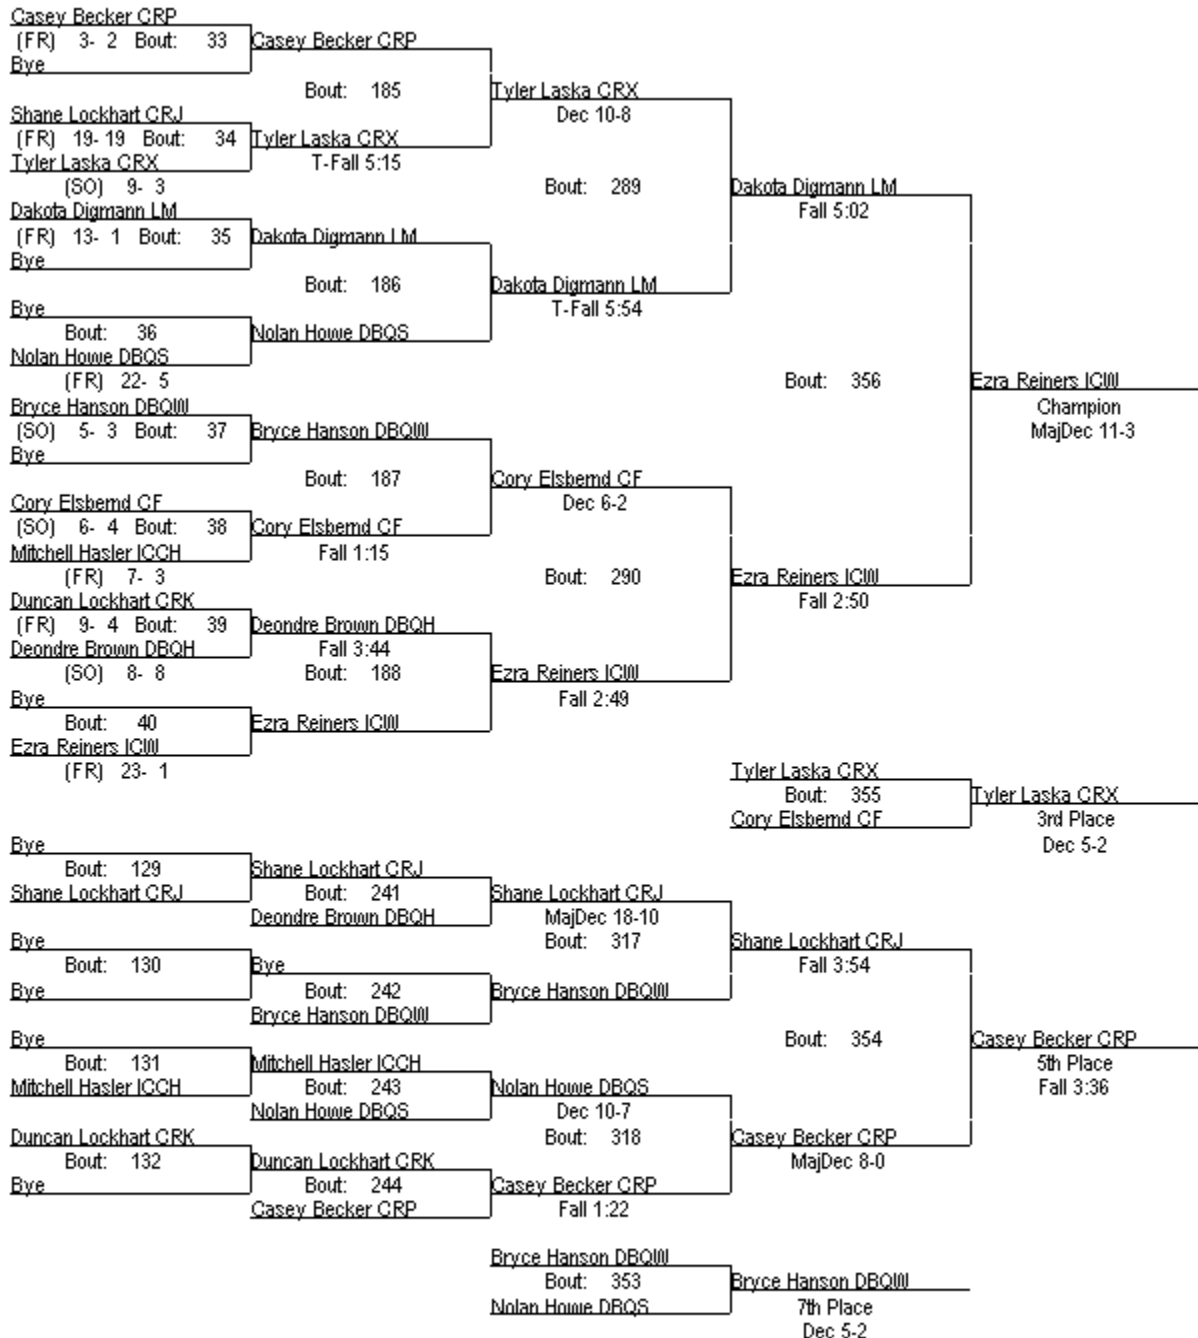 Casey Becker CRP
(FR) 3- 2 Bout: 33 Casey Becker CRP
Bye
Bout: 185 Tyler Laska CRX
Shane Lockhart CRJ Dec 10-8
(FR) 19- 19 Bout: 34 Tyler Laska CRX
Tyler Laska CRX T-Fall 5:15
(SO) 9- 3 Bout: 289 Dakota Digmann LM
Dakota Digmann LM Fall 5:02
(FR) 13- 1 Bout: 35 Dakota Digmann LM
Bye
Bout: 186 Dakota Digmann LM
Bye T-Fall 5:54
Bout: 36 Nolan Howe DBQS
Nolan Howe DBQS
(FR) 22- 5 Bout: 356 Ezra Reiners ICW
Bryce Hanson DBQW Champion
(SO) 5- 3 Bout: 37 Bryce Hanson DBQW MajDec 11-3
Bye
Bout: 187 Cory Elsbernd CF
Cory Elsbernd CF Dec 6-2
(SO) 6- 4 Bout: 38 Cory Elsbernd CF
Mitchell Hasler ICCH Fall 1:15
(FR) 7- 3 Bout: 290 Ezra Reiners ICW
Duncan Lockhart CRK Fall 2:50
(FR) 9- 4 Bout: 39 Deondre Brown DBQH
Deondre Brown DBQH Fall 3:44
(SO) 8- 8 Bout: 188 Ezra Reiners ICW
Bye Fall 2:49
Bout: 40 Ezra Reiners ICW
Ezra Reiners ICW
(FR) 23- 1 Tyler Laska CRX
Bout: 355 Tyler Laska CRX
Cory Elsbernd CF 3rd Place
Bye Dec 5-2
Bout: 129 Shane Lockhart CRJ
Shane Lockhart CRJ Bout: 241 Shane Lockhart CRJ
Deondre Brown DBQH MajDec 18-10
Bye Bout: 317 Shane Lockhart CRJ
Bout: 130 Bye Fall 3:54
Bye Bout: 242 Bryce Hanson DBQW
Bryce Hanson DBQW
Bye Bout: 354 Casey Becker CRP
Bout: 131 Mitchell Hasler ICCH 5th Place
Mitchell Hasler ICCH Bout: 243 Nolan Howe DBQS Fall 3:36
Nolan Howe DBQS Dec 10-7
Duncan Lockhart CRK Bout: 318 Casey Becker CRP
Bout: 132 Duncan Lockhart CRK MajDec 8-0
Bye Bout: 244 Casey Becker CRP
Casey Becker CRP Fall 1:22
Bryce Hanson DBQW
Bout: 353 Bryce Hanson DBQW
Nolan Howe DBQS 7th Place
Dec 5-2